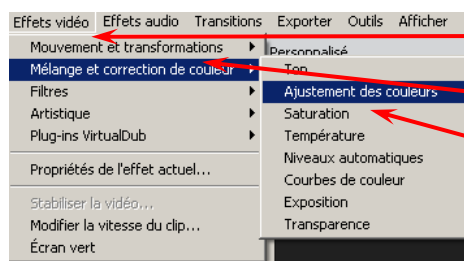 Effets vidéo Effets audio Transitions Exporter Outils Afficher
Mouvement et transformations
Mélange et correction de couleur
Filtres
Artistique
Plug-ins VirtualDub
Propriétés de l'effet actuel...
Stabiliser la vidéo...
Modifier la vitesse du clip...
Écran vert
Personnalisé
Ton
Ajustement des couleurs
Saturation
Température
Niveaux automatiques
Courbes de couleur
Exposition
Transparence